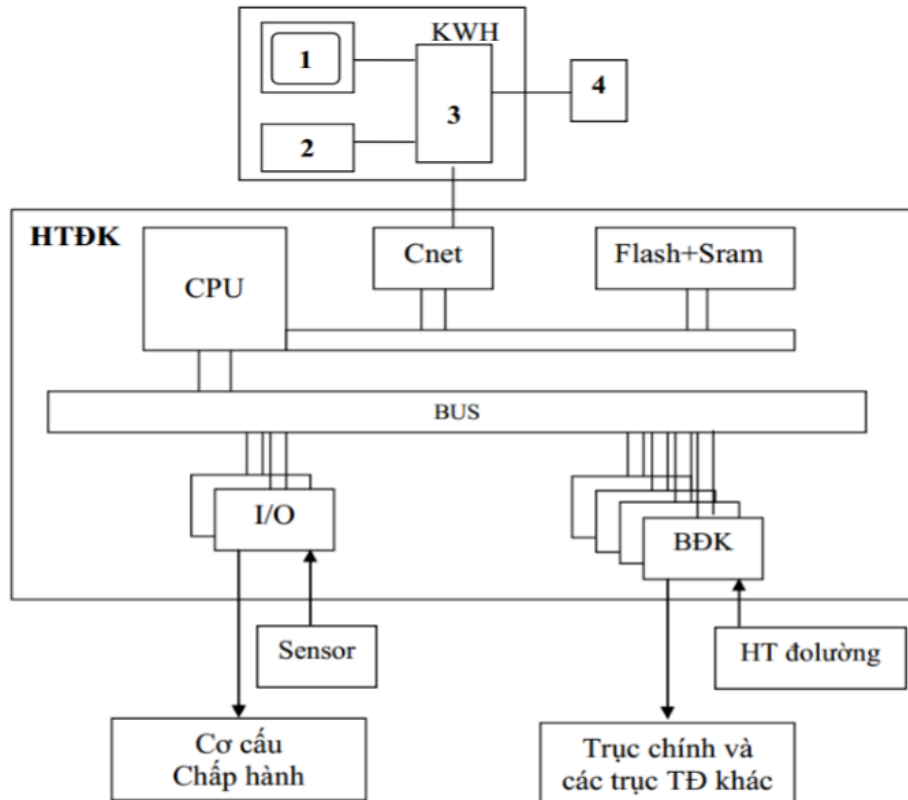 KWH
1
2
3
4
HTĐK
CPU
Cnet
Flash+Sram
BUS
I/O
BĐK
Sensor
HT đolường
Cơ cấu
Chấp hành
Trục chính và
các trục TĐ khác